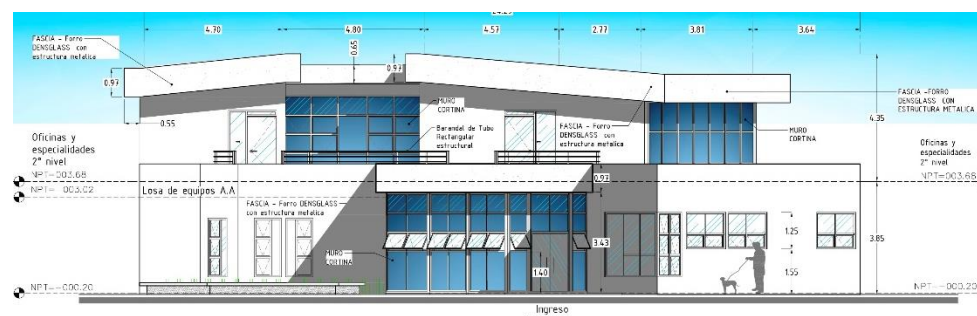 24.29
4.70
4.80
4.57
2.77
3.81
3.64
FASCIA - Forro
DENSGLASS con
estructura metalica
0.65
0.97
0.97
0.55
MURO
CORTINA
Barandal de Tubo
Rectangular
estructural
FASCIA - Forro
DENSGLASS con
estructura metalica
FASCIA -FORRO
DENSGLASS CON
ESTRUCTURA METALICA
MURO
CORTINA
4.35
Oficinas y
especialidades
2° nivel
NPT=003.68
NPT= 003.02
Losa de equipos A.A
Oficinas y
especialidades
2° nivel
NPT=003.68
FASCIA - Forro DENSGLASS
con estructura metalica
0.97
MURO
CORTINA
3.43
1.40
1.25
1.55
3.85
NPT=-000.20
NPT=-000.20
Ingreso